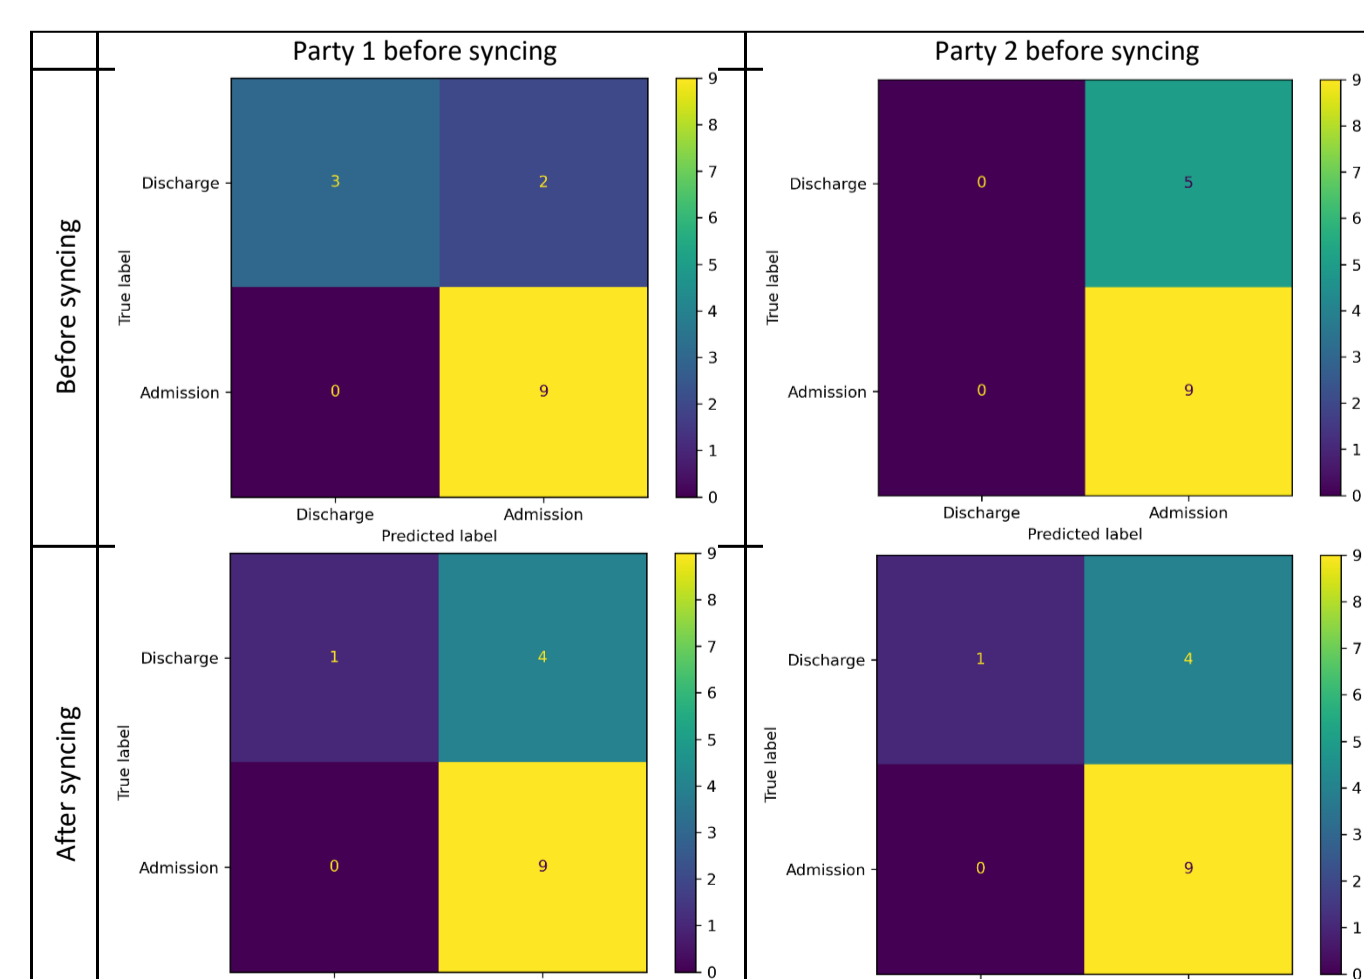 Party 1 before syncing
Party 2 before syncing
Before syncing
True label
Discharge
3
2
Admission
0
9
Discharge
Admission
Predicted label
9
8
7
6
5
4
3
2
1
0
True label
Discharge
0
5
Admission
0
9
Discharge
Admission
Predicted label
9
8
7
6
5
4
3
2
1
0
After syncing
True label
Discharge
1
4
Admission
0
9
9
8
7
6
5
4
3
2
1
0
True label
Discharge
1
4
Admission
0
9
9
8
7
6
5
4
3
2
1
0